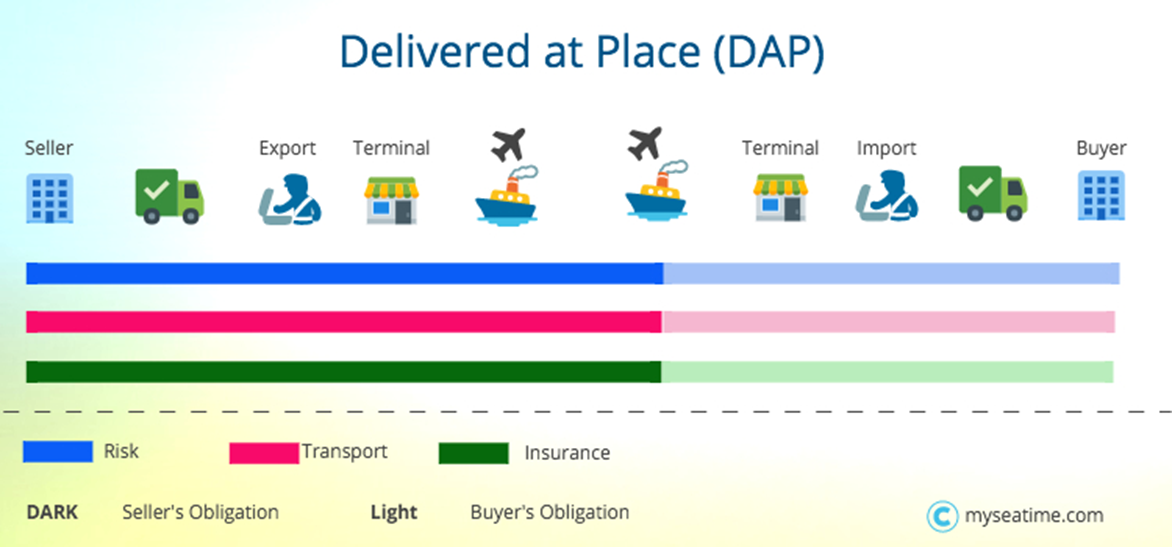 Delivered at Place (DAP)
Seller Export Terminal Terminal Import Buyer
Risk Transport Insurance
DARK Seller's Obligation Light Buyer's Obligation
C myseatime.com